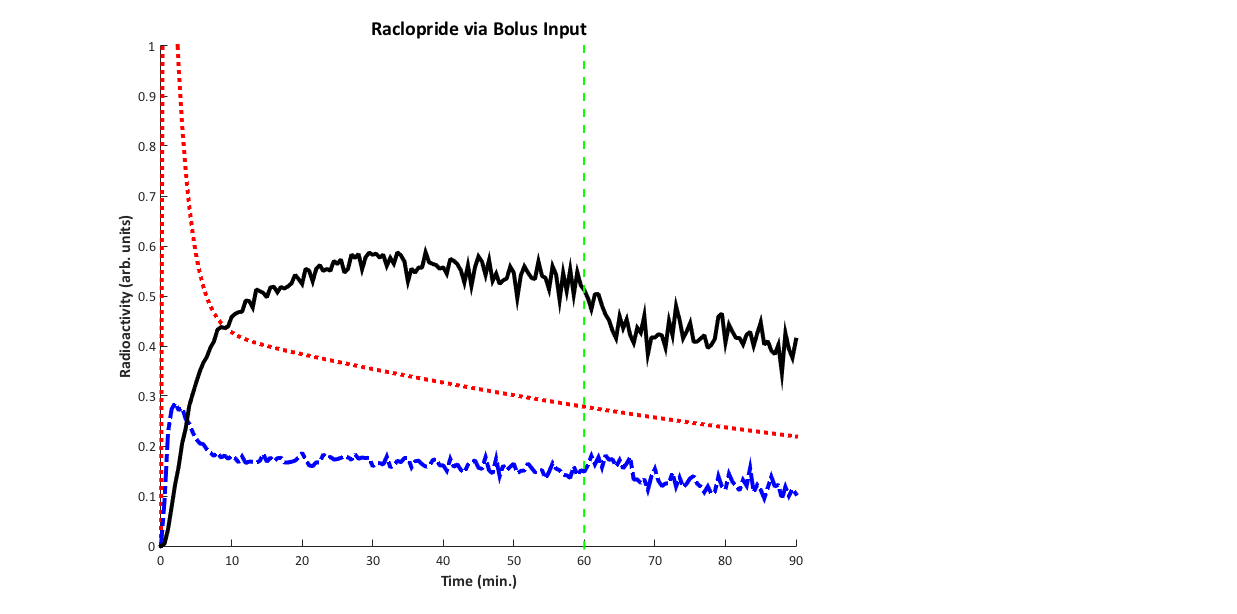 Raclopride via Bolus Input
1
0.9
0.8
0.7
0.6
0.5
0.4
0.3
0.2
0.1
0
Radioactivity (arb. units)
0 10 20 30 40 50 60 70 80 90
Time (min.)